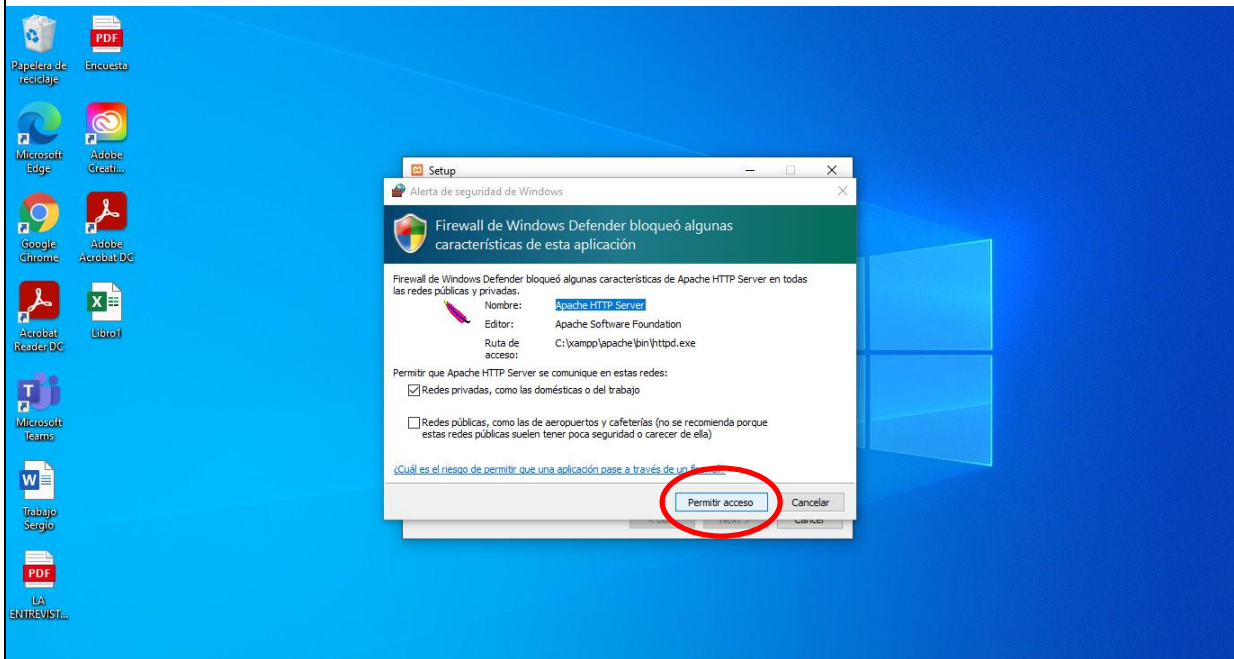 Papelera de
reciclaje
PDF
Encuesta
Microsoft
Edge
Adobe
Creati...
Google
Chrome
Adobe
Acrobat DC
Acrobat
Reader DC
Libro1
Microsoft
Teams
Trabajo
Sergio
PDF
LA
ENTREVIST...
Setup
Alerta de seguridad de Windows
Firewall de Windows Defender bloqueó algunas
características de esta aplicación
Firewall de Windows Defender bloqueó algunas características de Apache HTTP Server en todas
las redes públicas y privadas.
Nombre: Apache HTTP Server
Editor: Apache Software Foundation
Ruta de C:\xampp\apache\bin\httpd.exe
acceso:
Permitir que Apache HTTP Server se comunique en estas redes:
Redes privadas, como las domésticas o del trabajo
Redes públicas, como las de aeropuertos y cafeterías (no se recomienda porque
estas redes públicas suelen tener poca seguridad o carecer de ella)
¿Cuál es el riesgo de permitir que una aplicación pase a través de un firewall?
Permitir acceso Cancelar
Next > Cancel